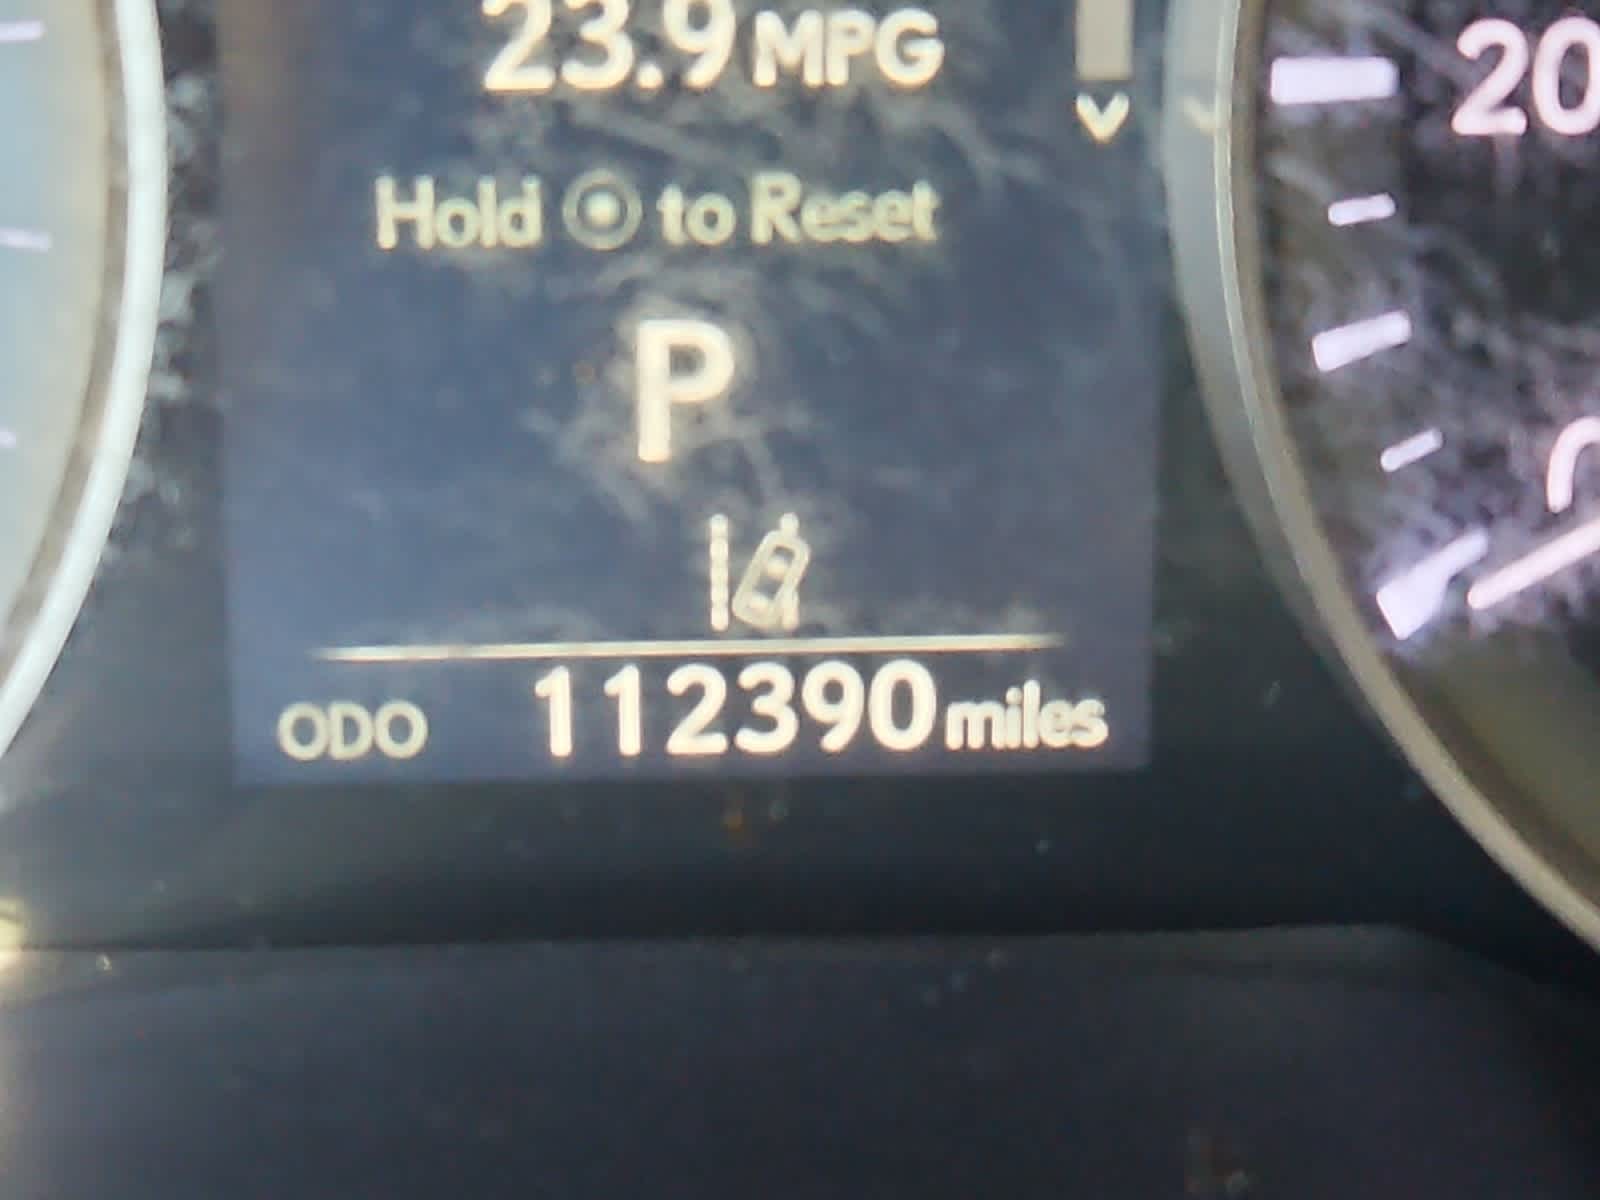 23.9 MPG
20
Hold to Reset
P
ODO 112390 miles